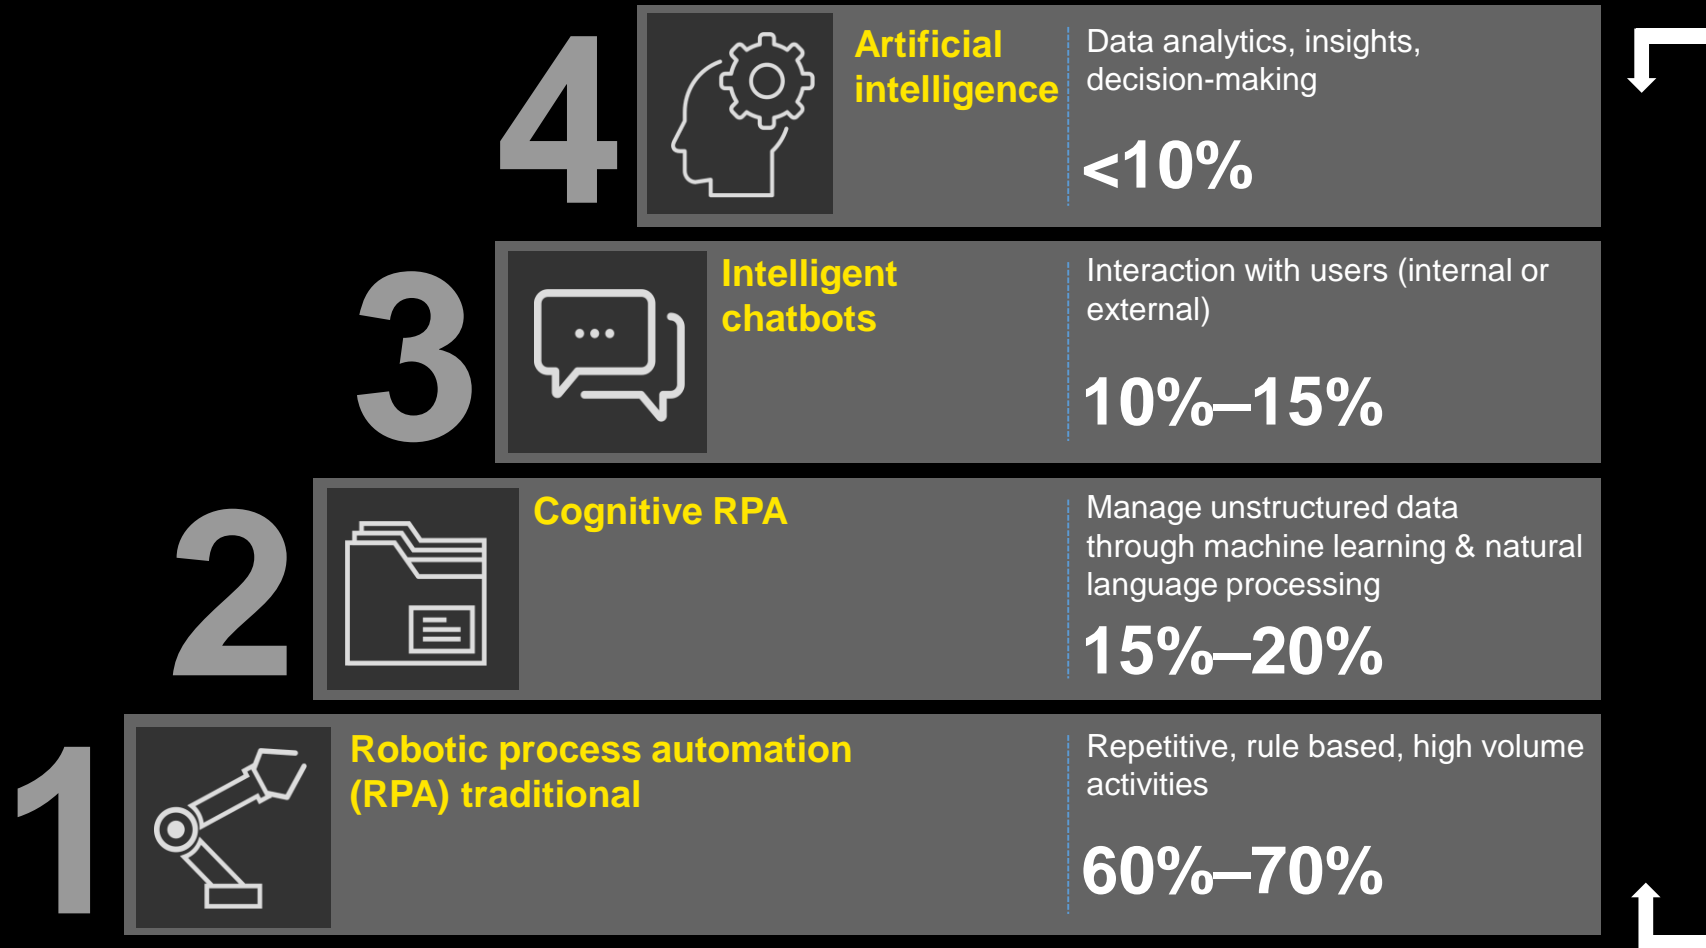 4
Artificial
intelligence
Data analytics, insights,
decision-making
<10%
3
Intelligent
chatbots
Interaction with users (internal or
external)
10%–15%
2
Cognitive RPA
Manage unstructured data
through machine learning & natural
language processing
15%–20%
1
Robotic process automation
(RPA) traditional
Repetitive, rule based, high volume
activities
60%–70%